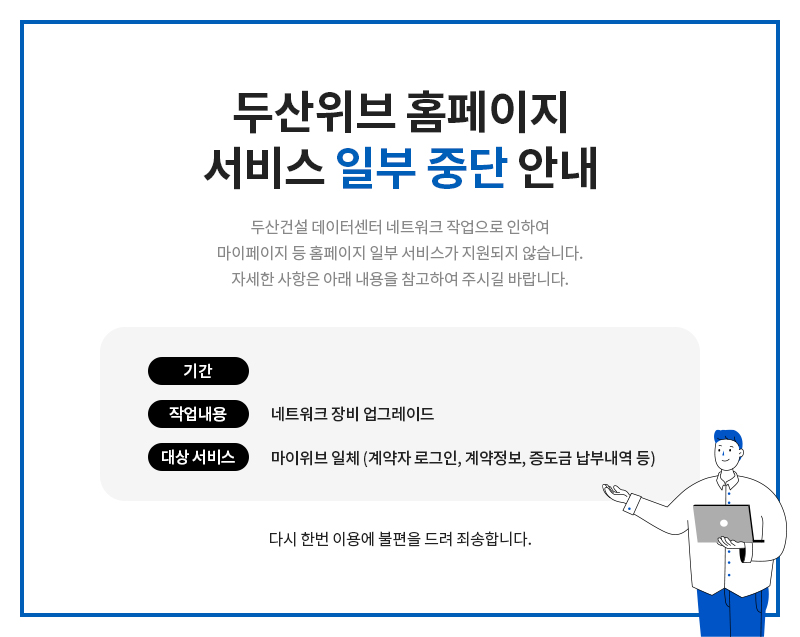 두산위브 홈페이지
서비스 일부 중단 안내
두산건설 데이터센터 네트워크 작업으로 인하여
마이페이지 등 홈페이지 일부 서비스가 지원되지 않습니다.
자세한 사항은 아래 내용을 참고하여 주시길 바랍니다.
기간
작업내용 네트워크 장비 업그레이드
대상 서비스 마이위브 일체 (계약자 로그인, 계약정보, 중도금 납부내역 등)
다시 한번 이용에 불편을 드려 죄송합니다.